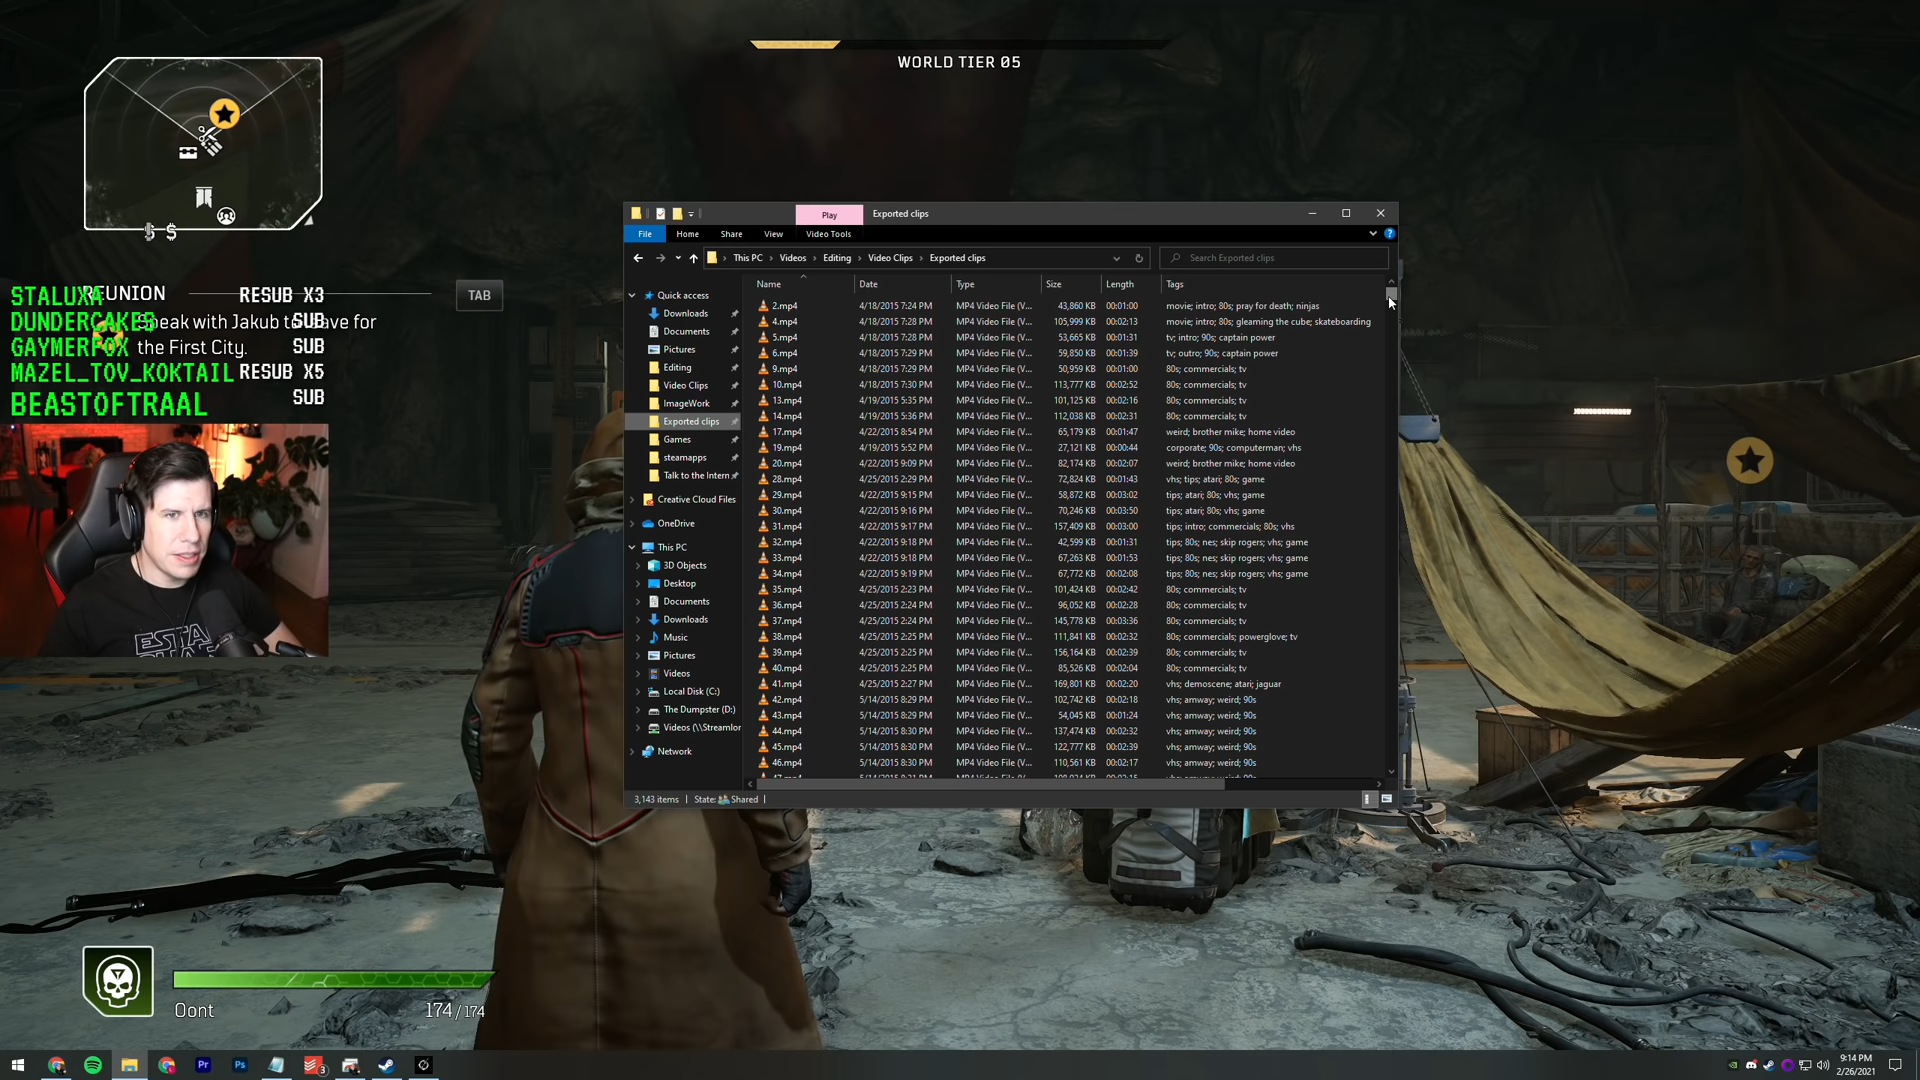 WORLD TIER 05
$ $
REUNION
TAB
Speak with Jakub to leave for
the First City.
STALUXA RESUB X3
DUNDERCAKES SUB
GAYMERFOX SUB
MAZEL_TOV_KOKTAIL RESUB X5
BEASTOFTRAAL SUB
ESTA
Oont
174 / 174
Play Exported clips
File Home Share View Video Tools
This PC Videos Editing Video Clips Exported clips
Search Exported clips
Quick access
Downloads
Documents
Pictures
Editing
Video Clips
ImageWork
Exported clips
Games
steamapps
Talk to the Intern
Creative Cloud Files
OneDrive
This PC
3D Objects
Desktop
Documents
Downloads
Music
Pictures
Videos
Local Disk (C:)
The Dumpster (D:)
Videos (\\Streamlor
Network
Name Date Type Size Length Tags
2.mp4 4/18/2015 7:24 PM MP4 Video File (V... 43,860 KB 00:01:00 movie; intro; 80s; pray for death; ninjas
4.mp4 4/18/2015 7:28 PM MP4 Video File (V... 105,999 KB 00:02:13 movie; intro; 80s; gleaming the cube; skateboarding
5.mp4 4/18/2015 7:28 PM MP4 Video File (V... 53,665 KB 00:01:31 tv; intro; 90s; captain power
6.mp4 4/18/2015 7:29 PM MP4 Video File (V... 59,850 KB 00:01:39 tv; outro; 90s; captain power
9.mp4 4/18/2015 7:29 PM MP4 Video File (V... 50,959 KB 00:01:00 80s; commercials; tv
10.mp4 4/18/2015 7:30 PM MP4 Video File (V... 113,777 KB 00:02:52 80s; commercials; tv
13.mp4 4/19/2015 5:35 PM MP4 Video File (V... 101,125 KB 00:02:16 80s; commercials; tv
14.mp4 4/19/2015 5:36 PM MP4 Video File (V... 112,038 KB 00:02:31 80s; commercials; tv
17.mp4 4/22/2015 8:54 PM MP4 Video File (V... 65,179 KB 00:01:47 weird; brother mike; home video
19.mp4 4/19/2015 5:52 PM MP4 Video File (V... 27,121 KB 00:00:44 corporate; 90s; computerman; vhs
20.mp4 4/22/2015 9:09 PM MP4 Video File (V... 82,174 KB 00:02:07 weird; brother mike; home video
28.mp4 4/25/2015 2:29 PM MP4 Video File (V... 72,824 KB 00:01:43 vhs; tips; atari; 80s; game
29.mp4 4/22/2015 9:15 PM MP4 Video File (V... 58,872 KB 00:03:02 tips; atari; 80s; vhs; game
30.mp4 4/22/2015 9:16 PM MP4 Video File (V... 70,246 KB 00:03:50 tips; atari; 80s; vhs; game
31.mp4 4/22/2015 9:17 PM MP4 Video File (V... 157,409 KB 00:03:00 tips; intro; commercials; 80s; vhs
32.mp4 4/22/2015 9:18 PM MP4 Video File (V... 42,599 KB 00:01:31 tips; 80s; nes; skip rogers; vhs; game
33.mp4 4/22/2015 9:18 PM MP4 Video File (V... 67,263 KB 00:01:53 tips; 80s; nes; skip rogers; vhs; game
34.mp4 4/22/2015 9:19 PM MP4 Video File (V... 67,772 KB 00:02:08 tips; 80s; nes; skip rogers; vhs; game
35.mp4 4/25/2015 2:23 PM MP4 Video File (V... 101,424 KB 00:02:42 80s; commercials; tv
36.mp4 4/25/2015 2:24 PM MP4 Video File (V... 96,052 KB 00:02:28 80s; commercials; tv
37.mp4 4/25/2015 2:24 PM MP4 Video File (V... 145,778 KB 00:03:36 80s; commercials; tv
38.mp4 4/25/2015 2:25 PM MP4 Video File (V... 111,841 KB 00:02:32 80s; commercials; powerglove; tv
39.mp4 4/25/2015 2:25 PM MP4 Video File (V... 156,164 KB 00:02:39 80s; commercials; tv
40.mp4 4/25/2015 2:25 PM MP4 Video File (V... 85,526 KB 00:02:04 80s; commercials; tv
41.mp4 4/25/2015 2:27 PM MP4 Video File (V... 169,801 KB 00:02:20 vhs; demoscene; atari; jaguar
42.mp4 5/14/2015 8:29 PM MP4 Video File (V... 102,742 KB 00:02:18 vhs; amway; weird; 90s
43.mp4 5/14/2015 8:29 PM MP4 Video File (V... 54,045 KB 00:01:24 vhs; amway; weird; 90s
44.mp4 5/14/2015 8:30 PM MP4 Video File (V... 137,474 KB 00:02:32 vhs; amway; weird; 90s
45.mp4 5/14/2015 8:30 PM MP4 Video File (V... 122,777 KB 00:02:39 vhs; amway; weird; 90s
46.mp4 5/14/2015 8:30 PM MP4 Video File (V... 110,561 KB 00:02:17 vhs; amway; weird; 90s
3,143 items State: Shared
Pr Ps 3
9:14 PM
2/26/2021